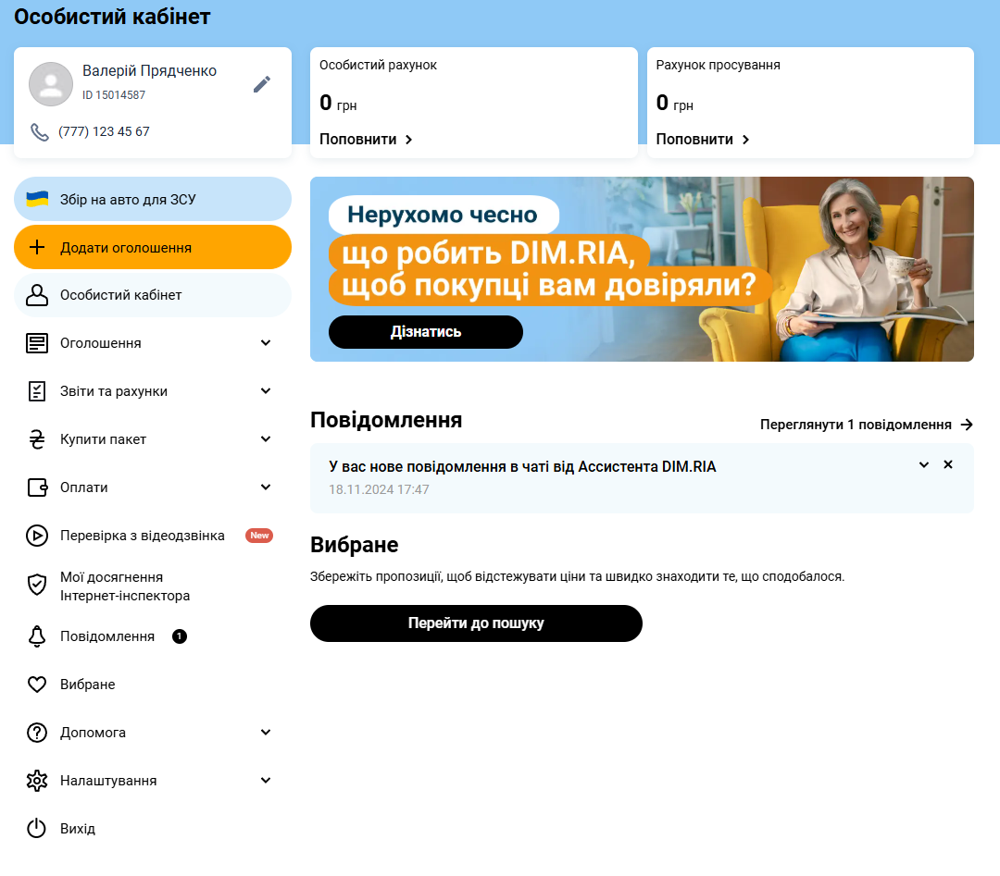 Особистий кабінет
Валерій Прядченко
ID 15014587
(777) 123 45 67
Особистий рахунок
0 грн
Поповнити
Рахунок просування
0 грн
Поповнити
Збір на авто для ЗСУ
Додати оголошення
Особистий кабінет
Оголошення
Звіти та рахунки
Купити пакет
Оплати
Перевірка з відеодзвінка New
Мої досягнення
Інтернет-інспектора
Повідомлення 1
Вибране
Допомога
Налаштування
Вихід
Нерухомо чесно
що робить DIM.RIA,
щоб покупці вам довіряли?
Дізнатись
Повідомлення
Переглянути 1 повідомлення
У вас нове повідомлення в чаті від Ассистента DIM.RIA
18.11.2024 17:47
Вибране
Збережіть пропозиції, щоб відстежувати ціни та швидко знаходити те, що сподобалося.
Перейти до пошуку